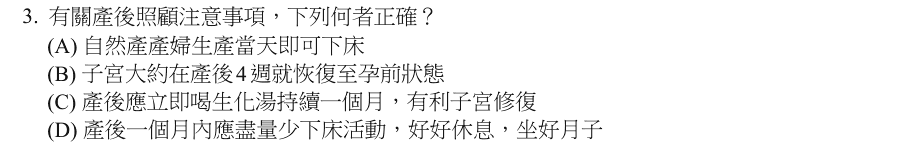 3. 有關產後照顧注意事項，下列何者正確？
(A) 自然產產婦生產當天即可下床
(B) 子宮大約在產後4週就恢復至孕前狀態
(C) 產後應立即喝生化湯持續一個月，有利子宮修復
(D) 產後一個月內應盡量少下床活動，好好休息，坐好月子